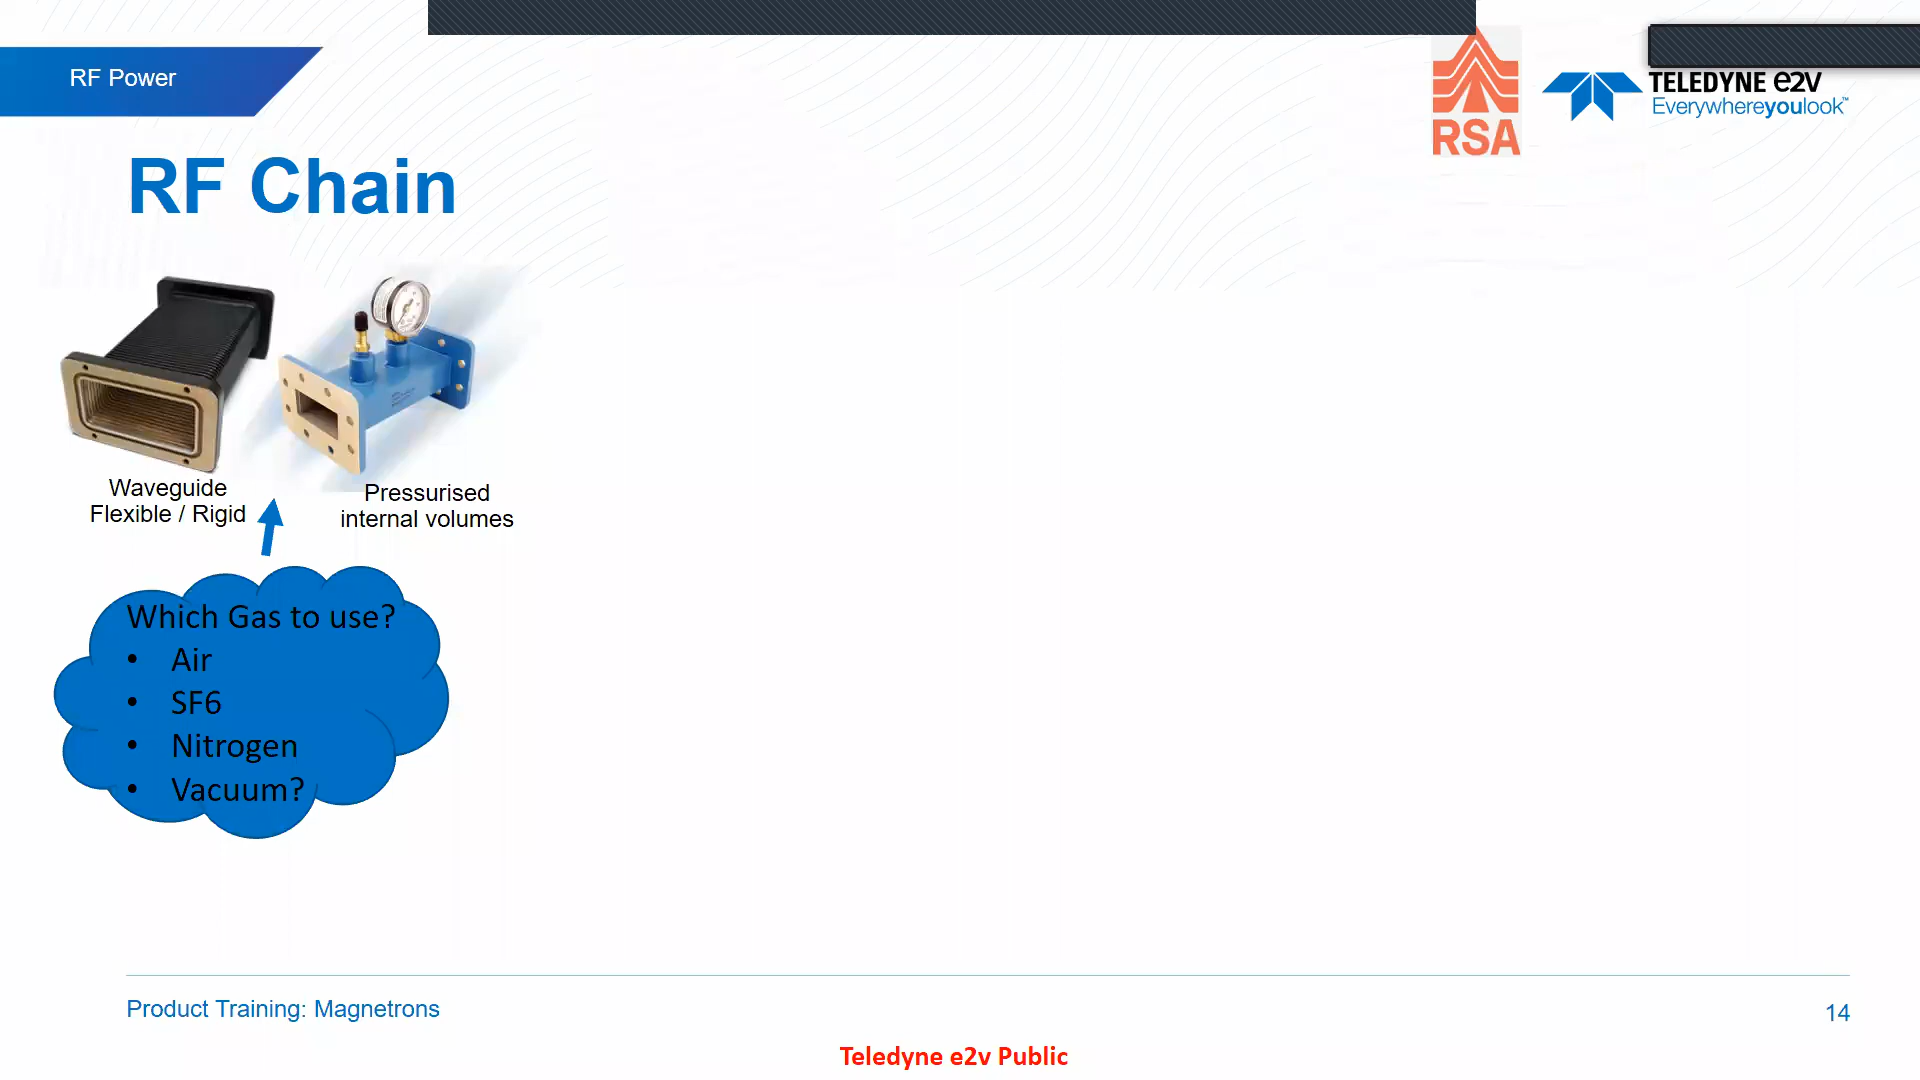 RF Power
RSA
TELEDYNE e2v
Everywhereyoulook™
RF Chain
Waveguide
Flexible / Rigid
Pressurised
internal volumes
Which Gas to use?
• Air
• SF6
• Nitrogen
• Vacuum?
Product Training: Magnetrons
14
Teledyne e2v Public